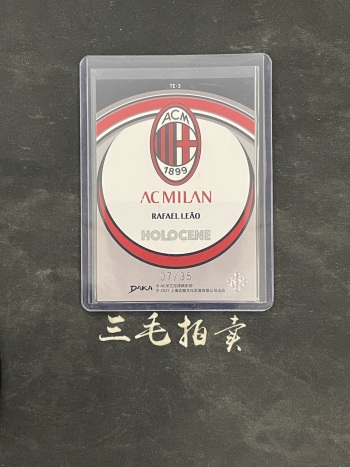 TE-3
ACM
1899
AC MILAN
RAFAEL LEÃO
HOLOCENE
07/35
DAKA
三毛拍卖